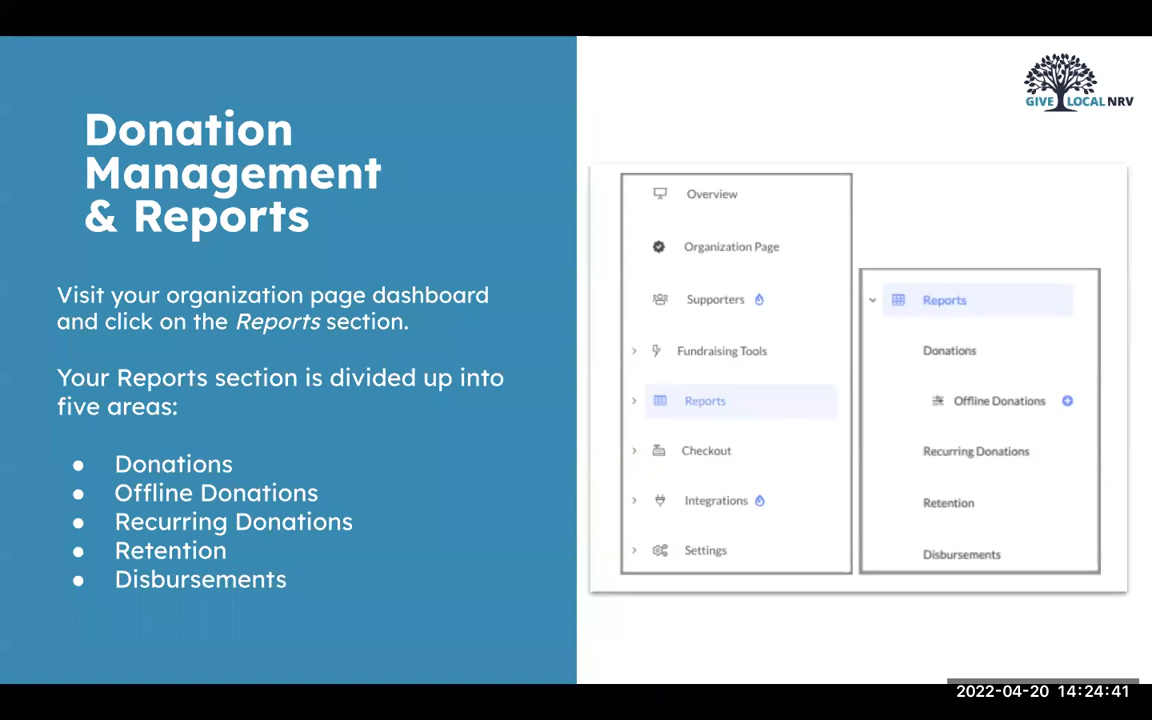 GIVE LOCAL NRV
Donation
Management
& Reports
Visit your organization page dashboard
and click on the Reports section.
Your Reports section is divided up into
five areas:
● Donations
● Offline Donations
● Recurring Donations
● Retention
● Disbursements
Overview
Organization Page
Supporters
Fundraising Tools
Reports
Checkout
Integrations
Settings
Reports
Donations
Offline Donations
Recurring Donations
Retention
Disbursements
2022-04-20 14:24:41